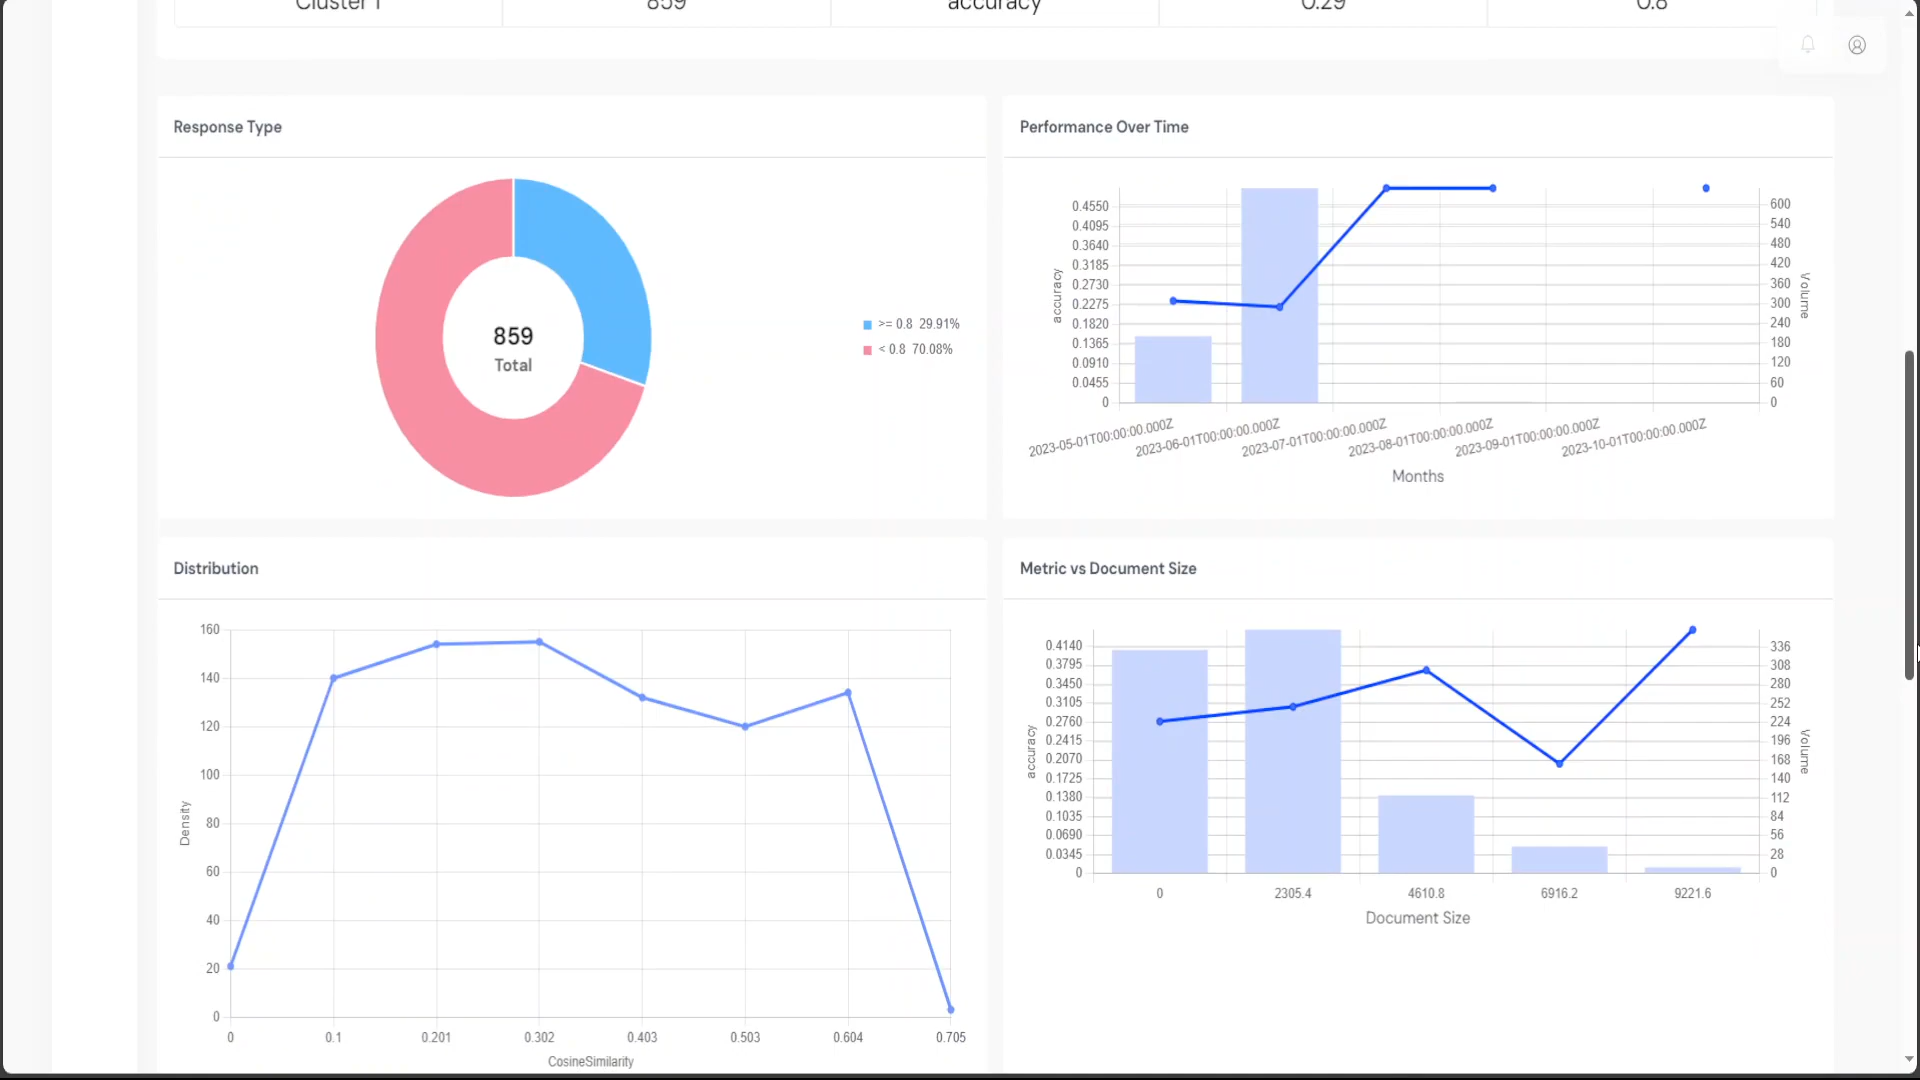 Cluster 1 859 accuracy 0.29 0.8
Response Type
859
Total
>= 0.8 29.91%
< 0.8 70.08%
Performance Over Time
accuracy
0.4550
0.4095
0.3640
0.3185
0.2730
0.2275
0.1820
0.1365
0.0910
0.0455
0
600
540
480
420
360
300
240
180
120
60
0
Volume
2023-05-01T00:00:00.000Z
2023-06-01T00:00:00.000Z
2023-07-01T00:00:00.000Z
2023-08-01T00:00:00.000Z
2023-09-01T00:00:00.000Z
2023-10-01T00:00:00.000Z
Months
Distribution
Density
160
140
120
100
80
60
40
20
0
0 0.1 0.201 0.302 0.403 0.503 0.604 0.705
CosineSimilarity
Metric vs Document Size
accuracy
0.4140
0.3795
0.3450
0.3105
0.2760
0.2415
0.2070
0.1725
0.1380
0.1035
0.0690
0.0345
0
336
308
280
252
224
196
168
140
112
84
56
28
0
Volume
0 2305.4 4610.8 6916.2 9221.6
Document Size